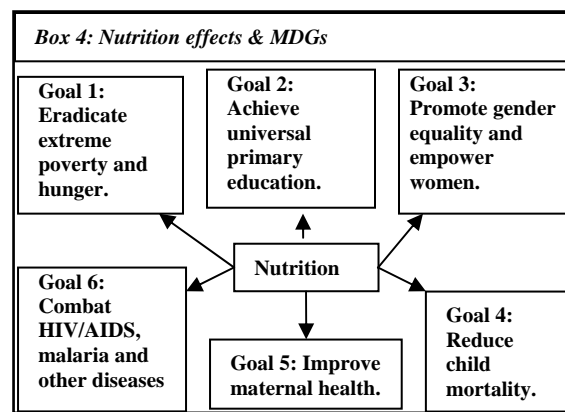 Box 4: Nutrition effects & MDGs
Goal 1:
Eradicate
extreme
poverty and
hunger.
Goal 2:
Achieve
universal
primary
education.
Goal 3:
Promote gender
equality and
empower
women.
Nutrition
Goal 6:
Combat
HIV/AIDS,
malaria and
other diseases
Goal 5: Improve
maternal health.
Goal 4:
Reduce
child
mortality.